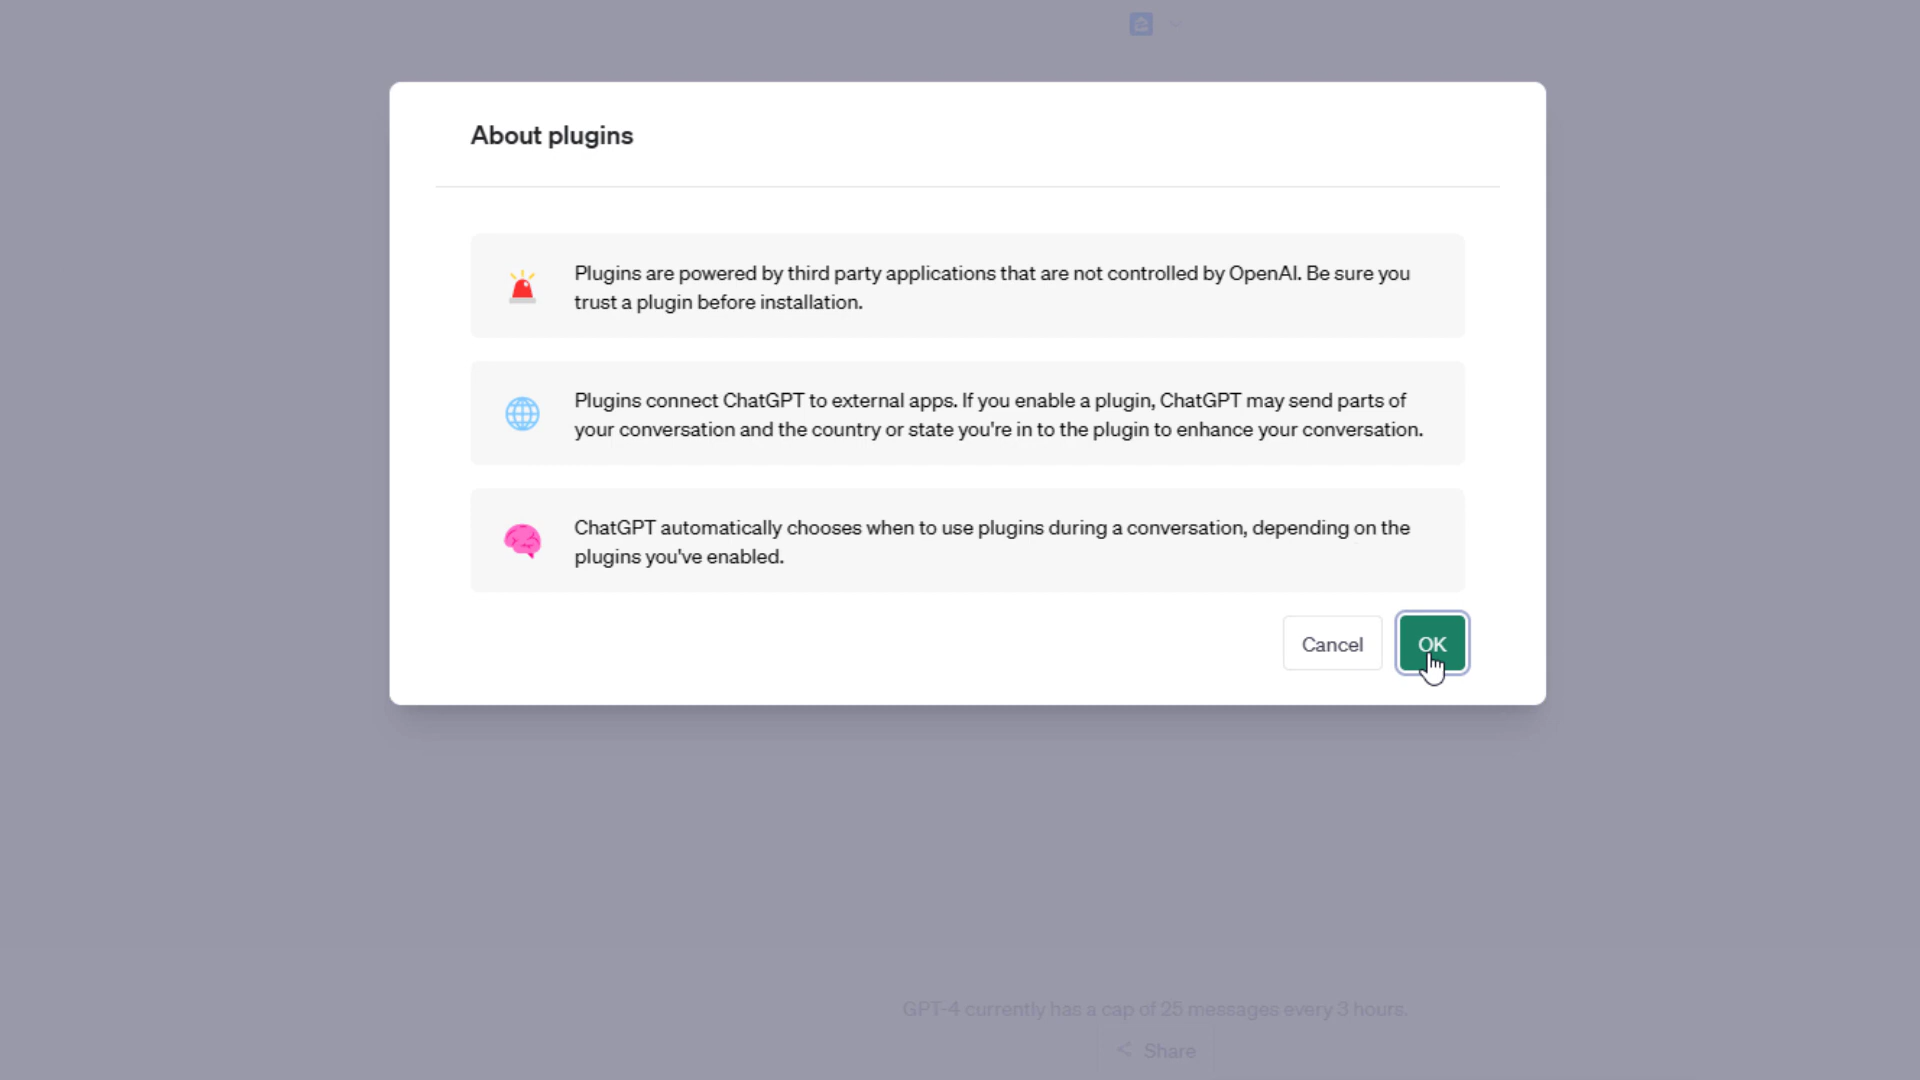 About plugins
Plugins are powered by third party applications that are not controlled by OpenAI. Be sure you
trust a plugin before installation.
Plugins connect ChatGPT to external apps. If you enable a plugin, ChatGPT may send parts of
your conversation and the country or state you're in to the plugin to enhance your conversation.
ChatGPT automatically chooses when to use plugins during a conversation, depending on the
plugins you've enabled.
Cancel
OK
GPT-4 currently has a cap of 25 messages every 3 hours.
Share